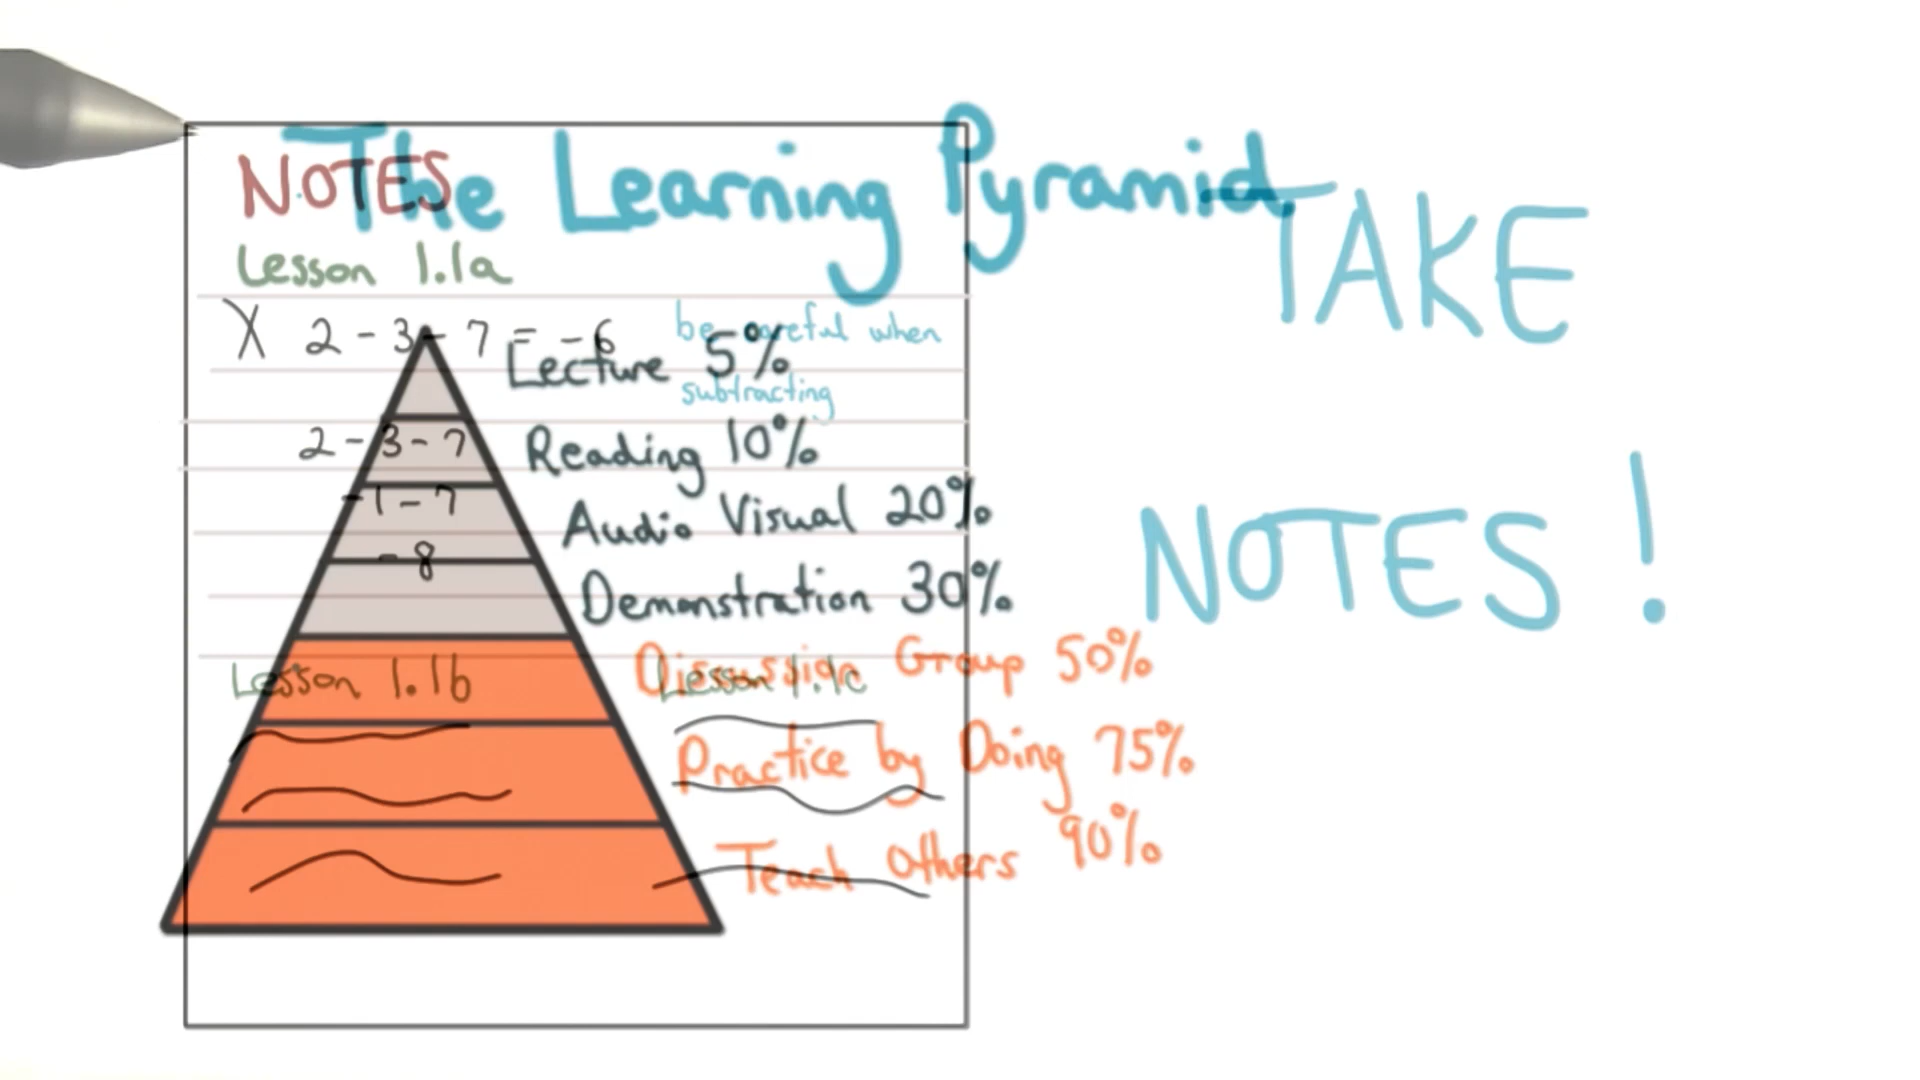 The Learning Pyramid
NOTES
Lesson 1.1a
X 2 - 3 - 7 = - 6
be careful when
subtracting
2 - 3 - 7
- 1 - 7
- 8
Lesson 1.1b
Lesson 1.1c
Lecture 5%
Reading 10%
Audio Visual 20%
Demonstration 30%
Discussion Group 50%
Practice by Doing 75%
Teach Others 90%
TAKE
NOTES!